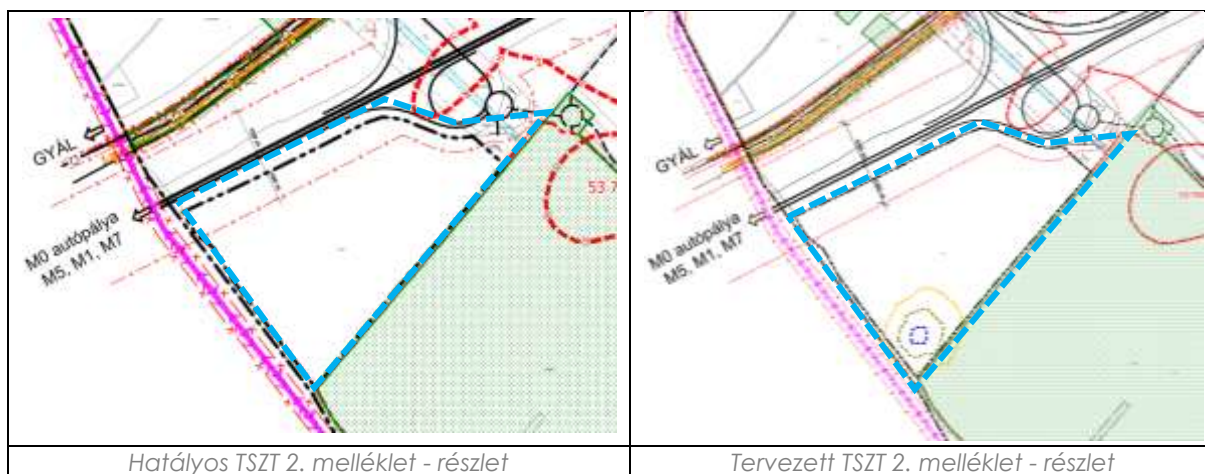 GYÁL
M0 autópálya
M5, M1, M7
53.7
Hatályos TSZT 2. melléklet - részlet
GYÁL
M0 autópálya
M5, M1, M7
Tervezett TSZT 2. melléklet - részlet